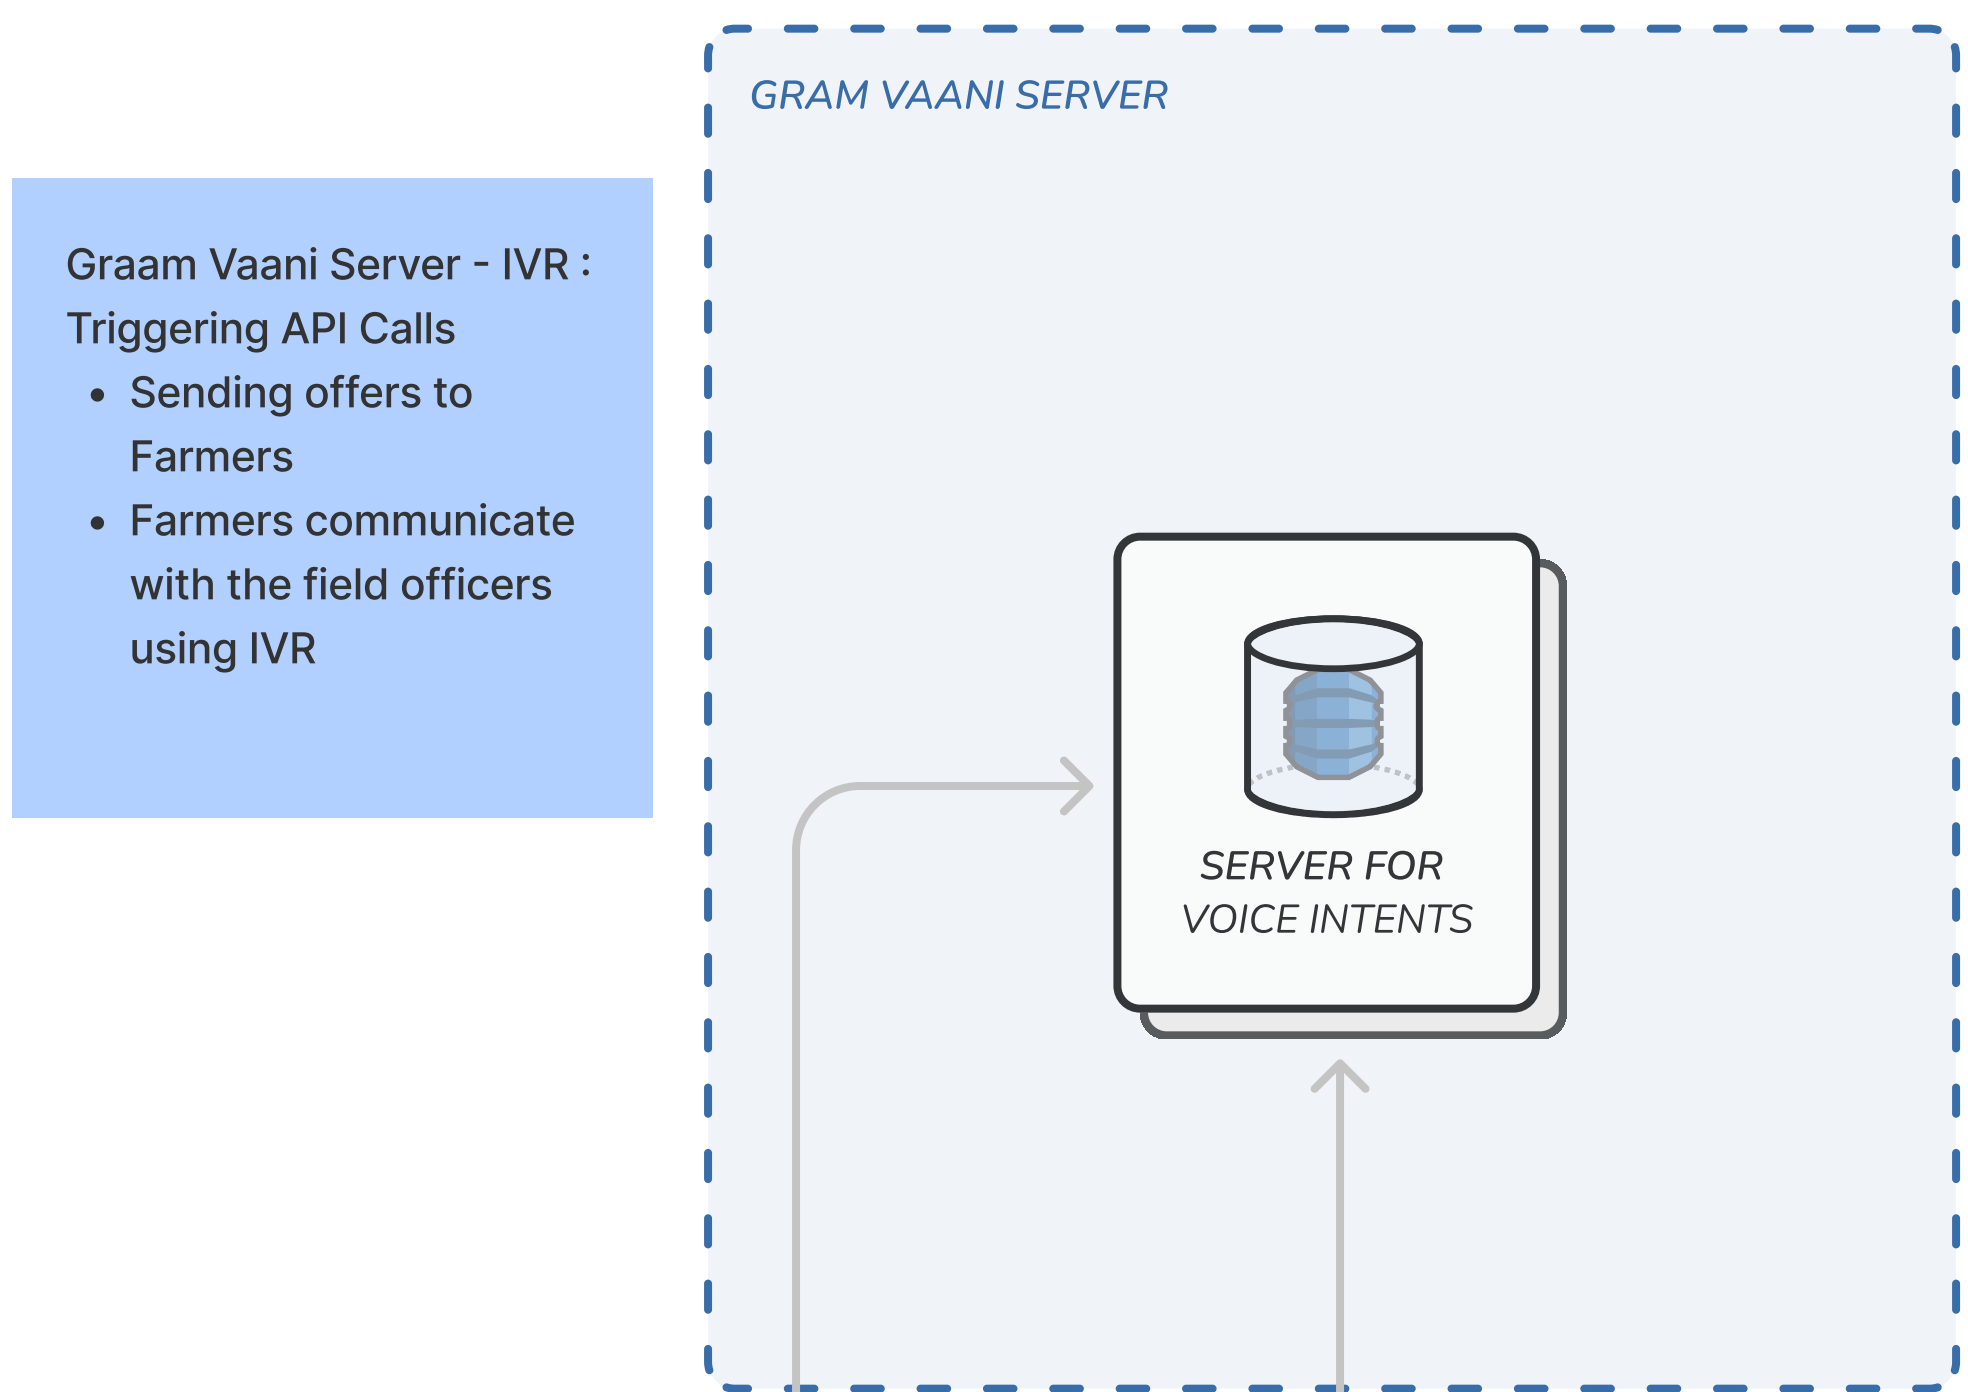 Graam Vaani Server - IVR :
Triggering API Calls
• Sending offers to
Farmers
• Farmers communicate
with the field officers
using IVR
GRAM VAANI SERVER
SERVER FOR
VOICE INTENTS